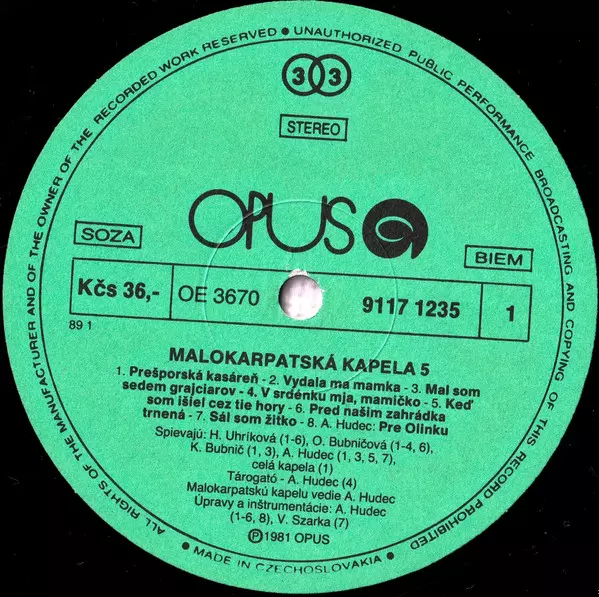 ALL RIGHTS OF THE MANUFACTURER AND OF THE OWNER OF THE RECORDED WORK RESERVED • UNAUTHORIZED PUBLIC PERFORMANCE BROADCASTING AND COPYING OF THIS RECORD PROHIBITED
33
STEREO
OPUS
SOZA
BIEM
Kčs 36,- OE 3670 9117 1235 1
89 1
MALOKARPATSKÁ KAPELA 5
1. Prešporská kasáreň - 2. Vydala ma mamka - 3. Mal som
sedem grajciarov - 4. V srdénku mja, mamičko - 5. Keď
som išiel cez tie hory - 6. Pred našim zahrádka
trnená - 7. Sál som žitko - 8. A. Hudec: Pre Olinku
Spievajú: H. Uhríková (1-6), O. Bubničová (1-4, 6),
K. Bubnič (1, 3), A. Hudec (1, 3, 5, 7),
celá kapela (1)
Tárogató - A. Hudec (4)
Malokarpatskú kapelu vedie A. Hudec
Úpravy a inštrumentácie: A. Hudec
(1-6, 8), V. Szarka (7)
Ⓟ1981 OPUS
• MADE IN CZECHOSLOVAKIA •